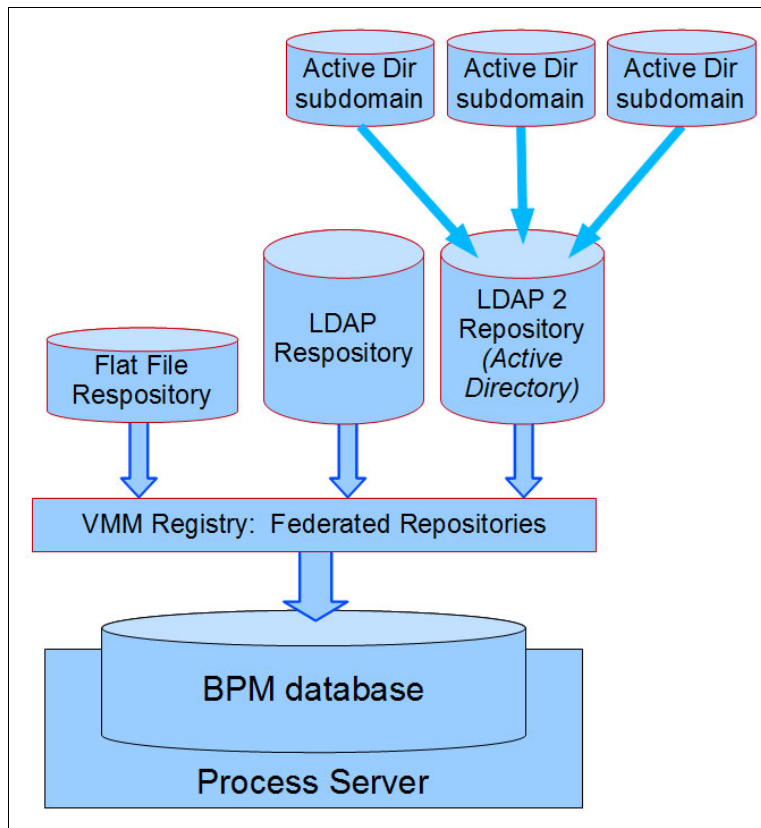 Active Dir
subdomain
Active Dir
subdomain
Active Dir
subdomain
Flat File
Respository
LDAP
Respository
LDAP 2
Repository
(Active
Directory)
VMM Registry: Federated Repositories
BPM database
Process Server